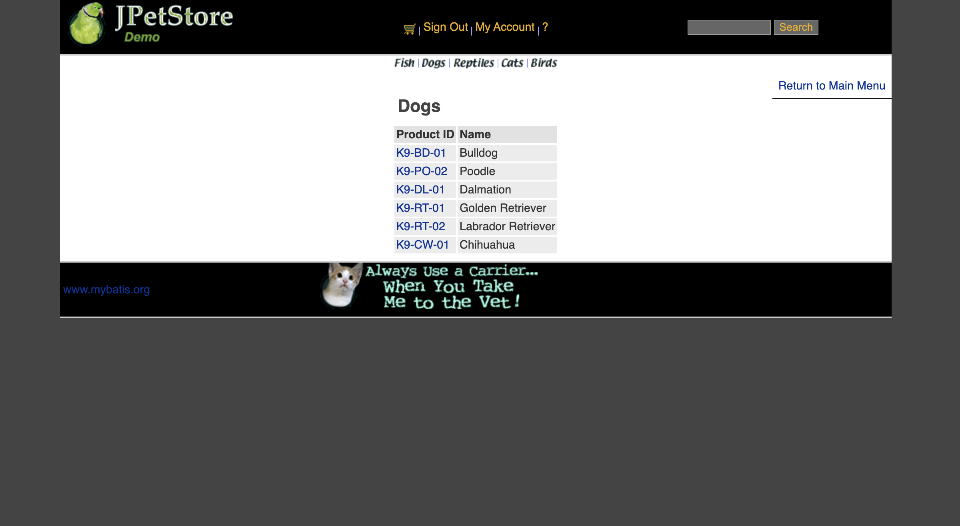 JPetStore
Demo
Sign Out | My Account | ?
Search
Fish | Dogs | Reptiles | Cats | Birds
Return to Main Menu
Dogs
Product ID Name
K9-BD-01 Bulldog
K9-PO-02 Poodle
K9-DL-01 Dalmation
K9-RT-01 Golden Retriever
K9-RT-02 Labrador Retriever
K9-CW-01 Chihuahua
www.mybatis.org
Always Use a Carrier...
When You Take
Me to the Vet!